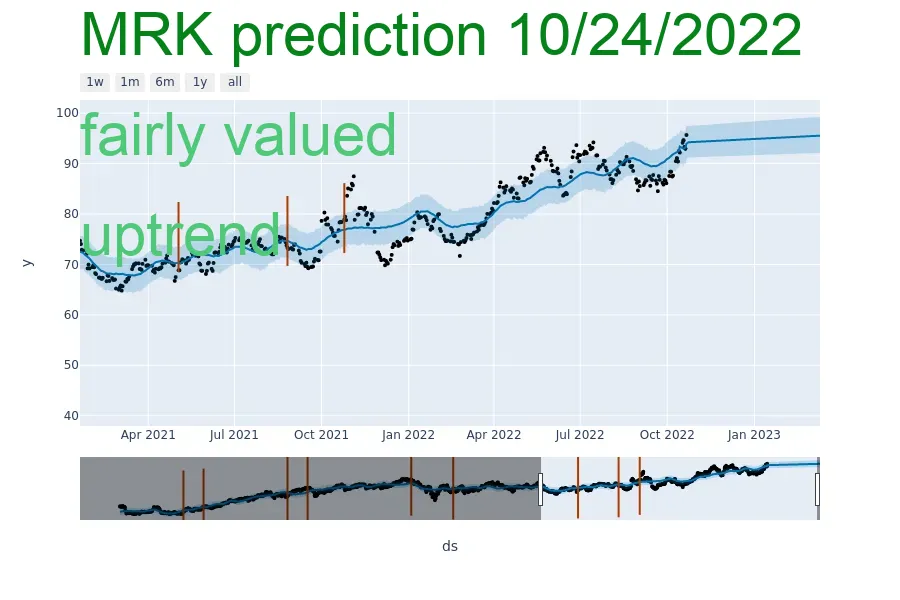 MRK prediction 10/24/2022
1w 1m 6m 1y all
fairly valued
uptrend
100
90
80
70
60
50
40
y
Apr 2021 Jul 2021 Oct 2021 Jan 2022 Apr 2022 Jul 2022 Oct 2022 Jan 2023
ds